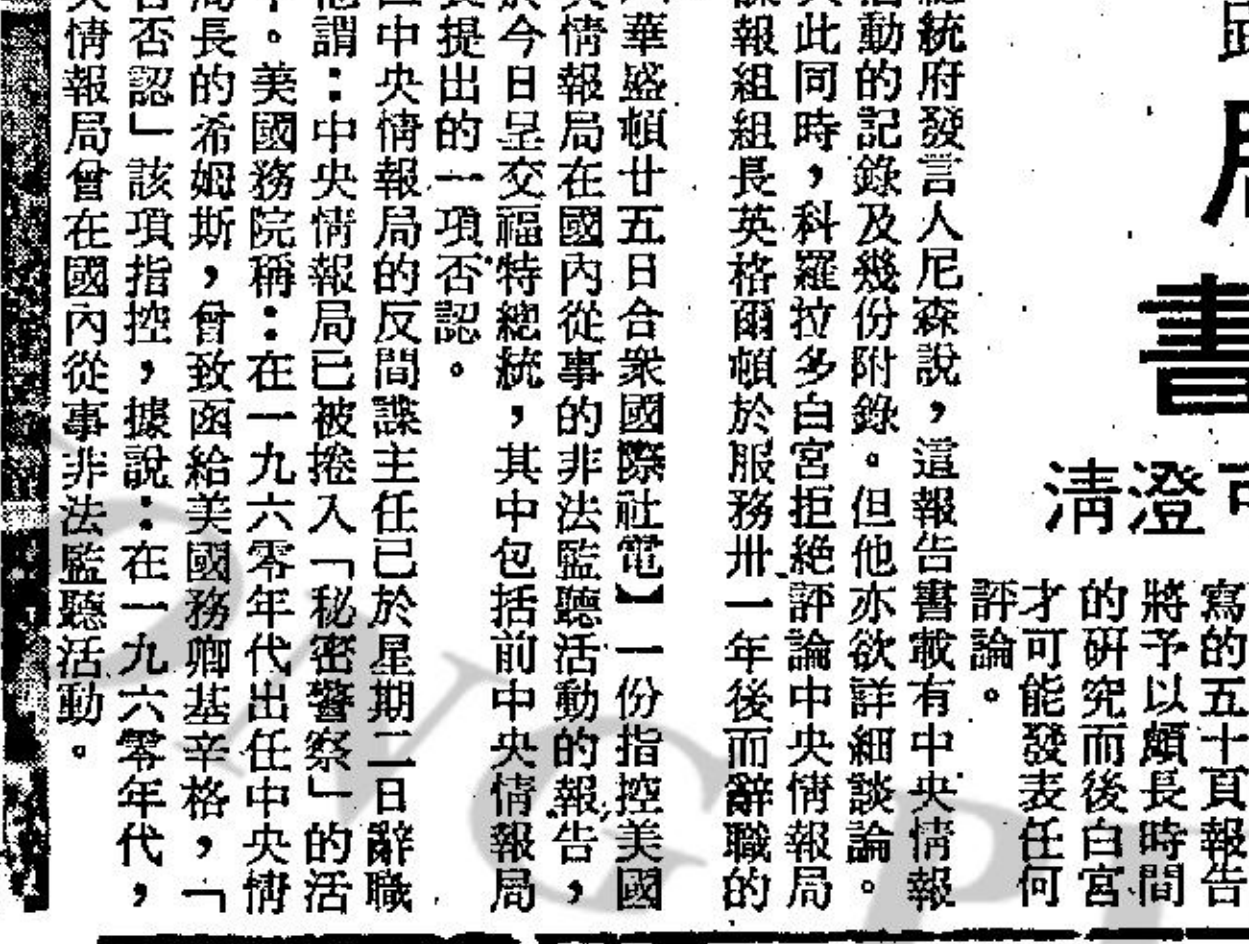 局
書
可澄清
寫的五十頁報告
將予以頗長時間
的研究而後白宮
才可能發表任何
評論。
統府發言人尼森說，這報告書載有中央情報
活動的記錄及幾份附錄。但他亦欲詳細談論。
此同時，科羅拉多白宮拒絕評論中央情報局
諜報組組長英格爾頓於服務卅一年後而辭職的
華盛頓廿五日合衆國際社電】一份指控美國
情報局在國內從事的非法監聽活動的報告，
於今日呈交福特總統，其中包括前中央情報局
長提出的一項否認。
中央情報局的反間諜主任已於星期二日辭職
他謂：中央情報局已被捲入「秘密警察」的活
。美國務院稱：在一九六零年代出任中央情
局長的希姆斯，曾致函給美國務卿基辛格，「
否認」該項指控，據說：在一九六零年代，
情報局曾在國內從事非法監聽活動。